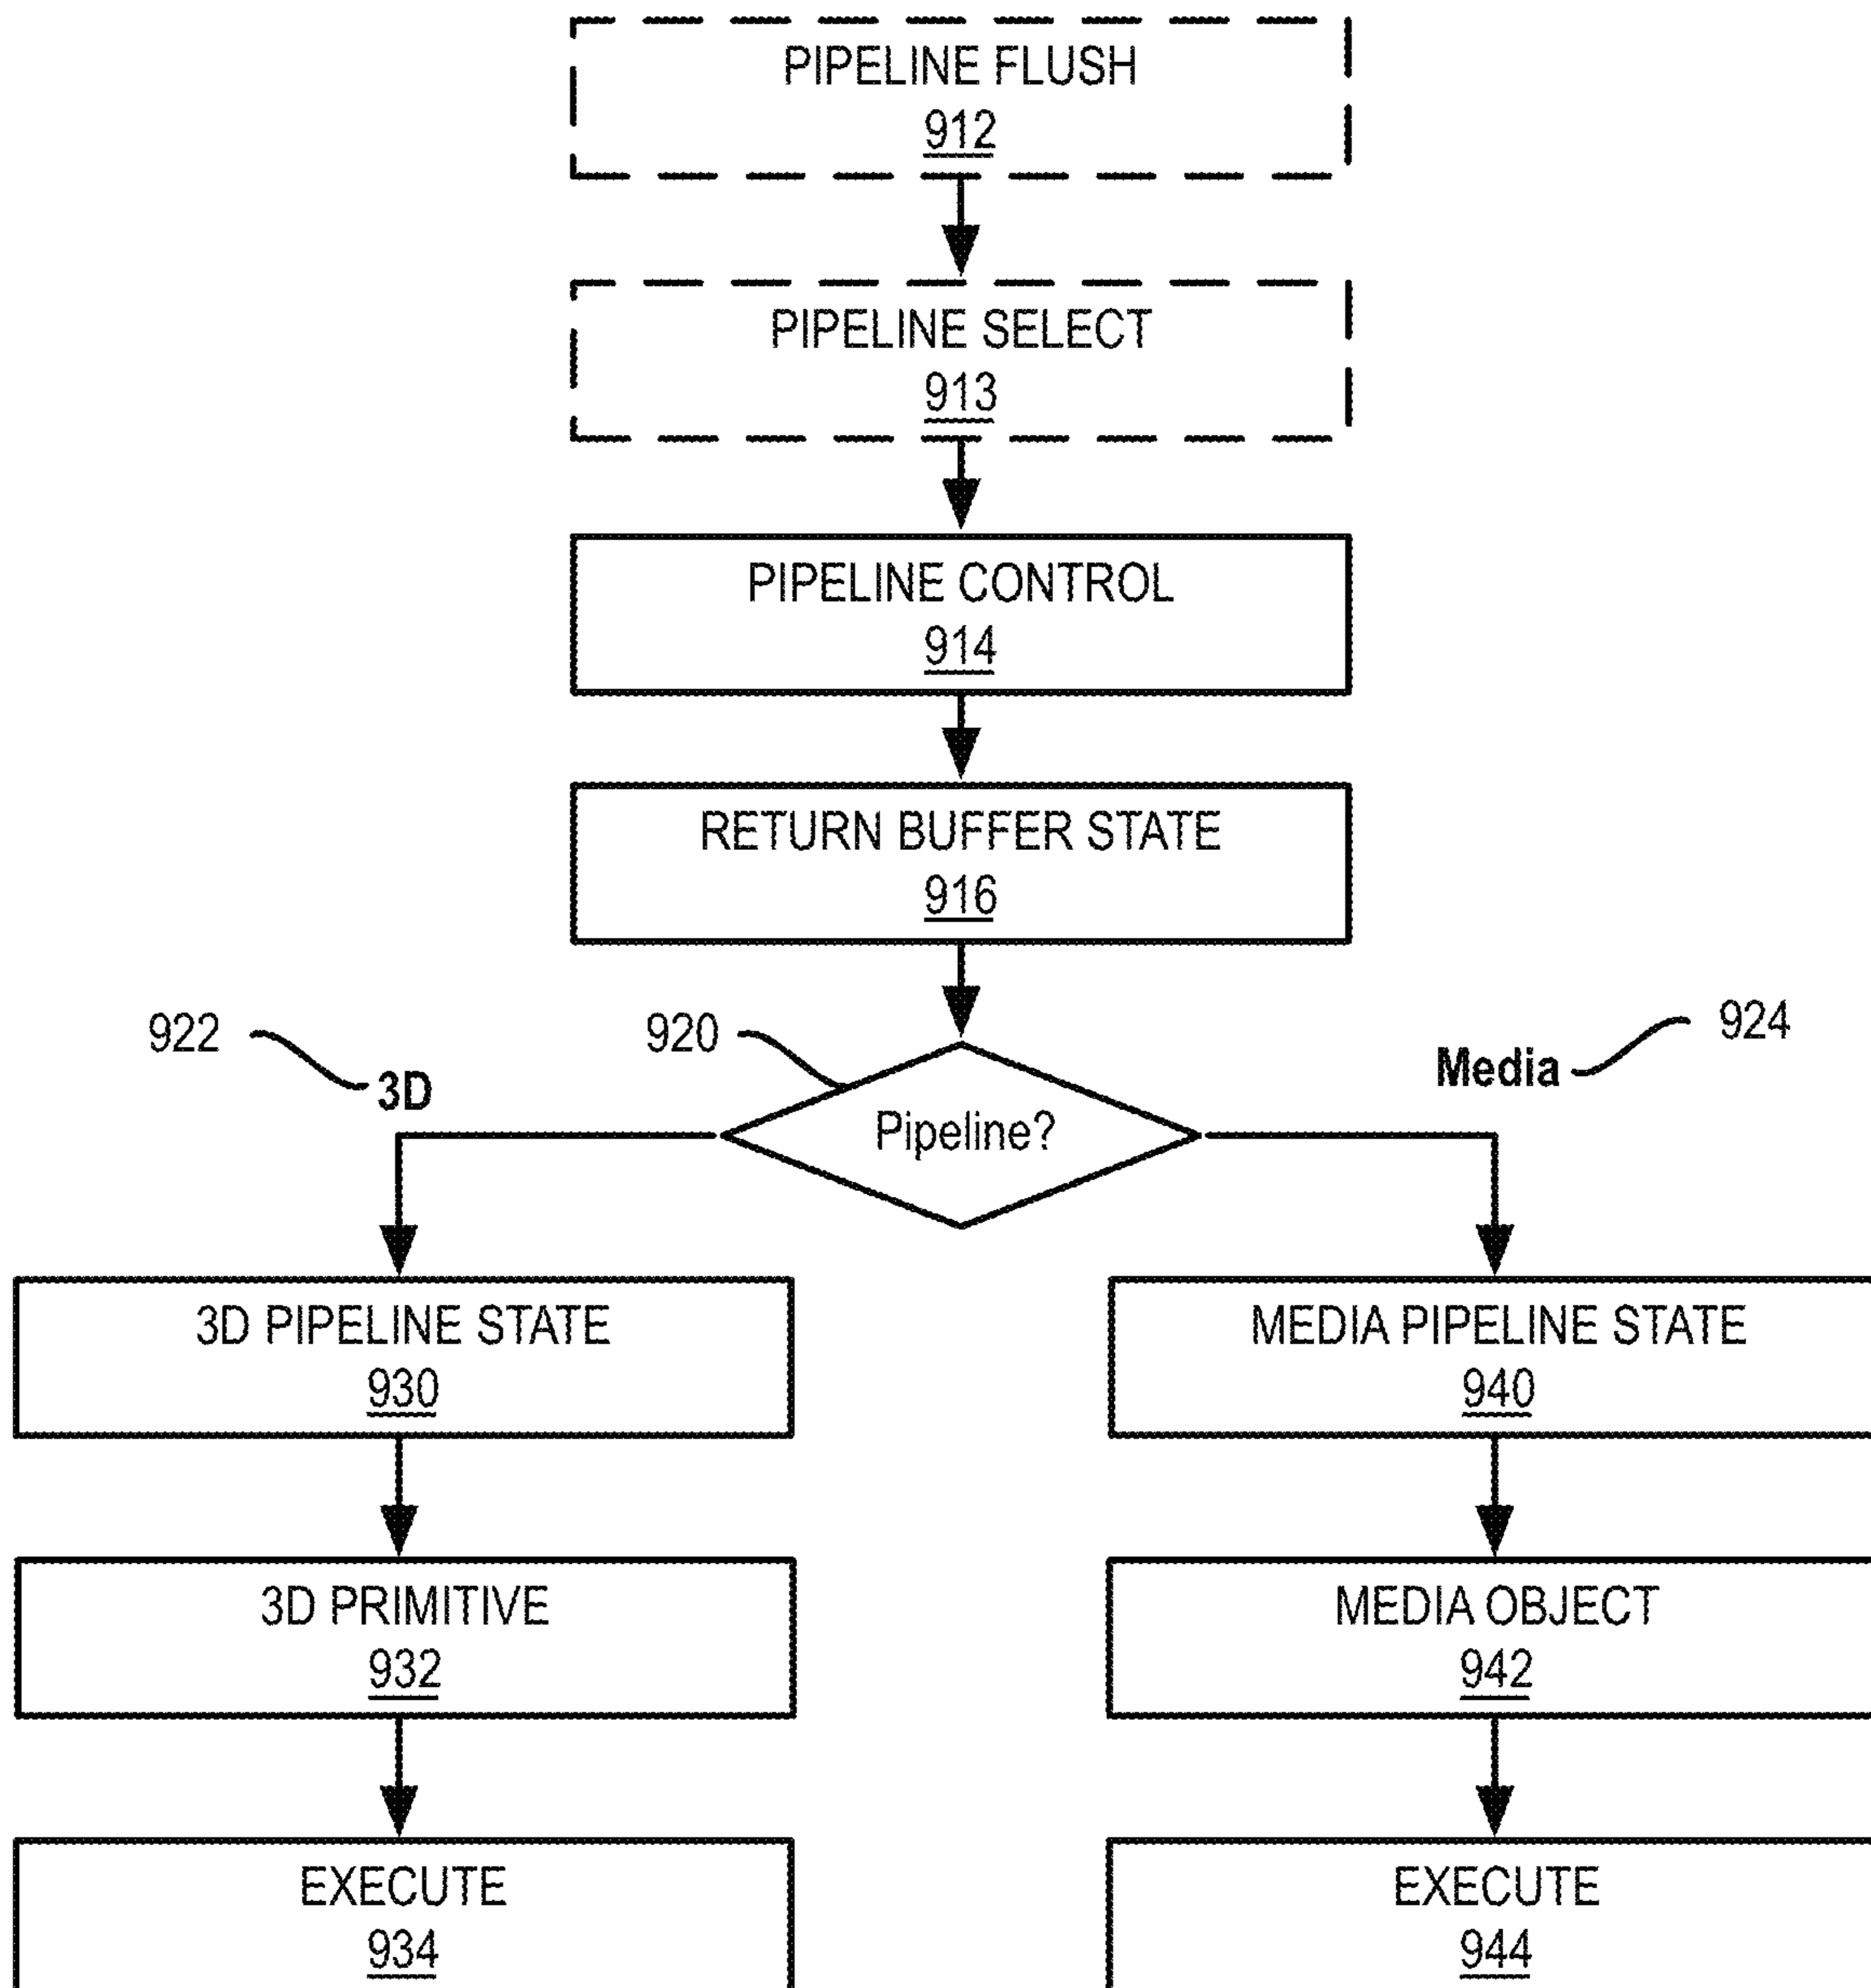 PIPELINE FLUSH
912
PIPELINE SELECT
913
PIPELINE CONTROL
914
RETURN BUFFER STATE
916
922
3D
920
Pipeline?
Media
924
3D PIPELINE STATE
930
MEDIA PIPELINE STATE
940
3D PRIMITIVE
932
MEDIA OBJECT
942
EXECUTE
934
EXECUTE
944